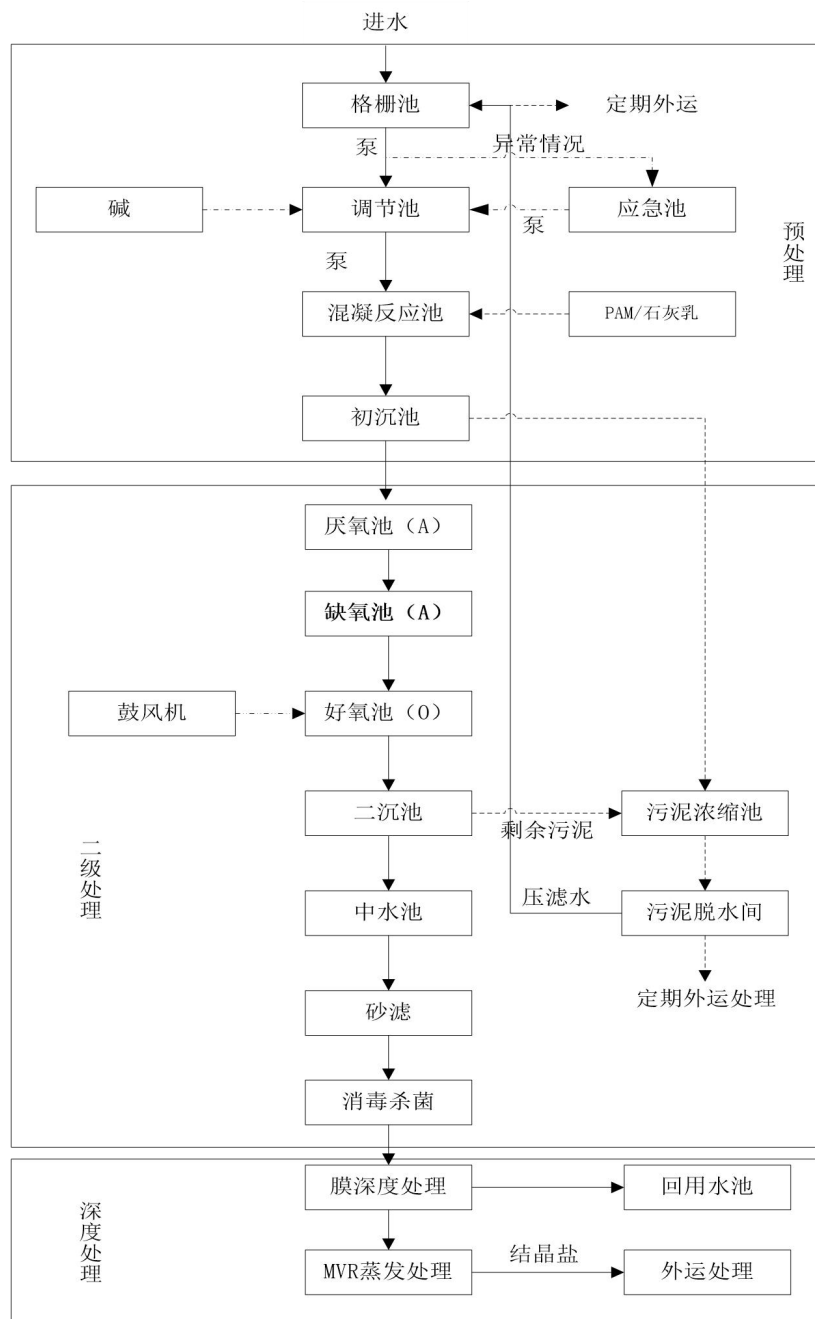 进水
格栅池
定期外运
泵
异常情况
碱
调节池
泵
应急池
预处理
泵
混凝反应池
PAM/石灰乳
初沉池
厌氧池（A）
缺氧池（A）
鼓风机
好氧池（O）
二沉池
剩余污泥
污泥浓缩池
二级处理
中水池
压滤水
污泥脱水间
定期外运处理
砂滤
消毒杀菌
深度处理
膜深度处理
回用水池
MVR蒸发处理
结晶盐
外运处理